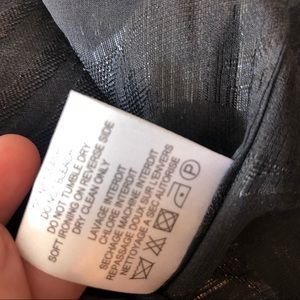 DO NOT TUMBLE DRY
SOFT IRONING ON REVERSE SIDE
DRY CLEAN ONLY
LAVAGE INTERDIT
CHLORE INTERDIT
SECHAGE MACHINE INTERDIT
REPASSAGE DOUX SUR L'ENVERS
NETTOYAGE A SEC AUTORISE